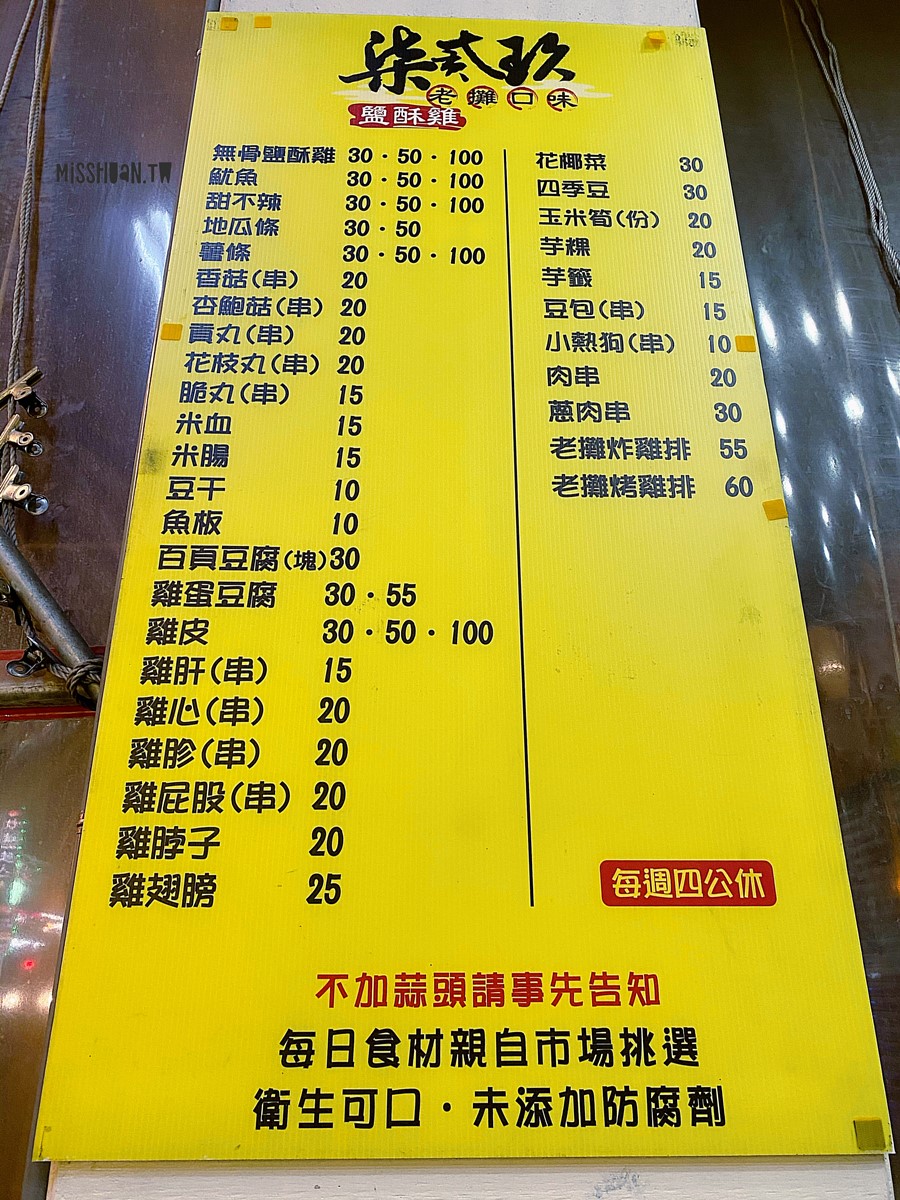 柒貳玖
老攤口味
鹽酥雞
MISSHUAN.TW
無骨鹽酥雞 30·50·100
魷魚 30·50·100
甜不辣 30·50·100
地瓜條 30·50
薯條 30·50·100
香菇(串) 20
杏鮑菇(串) 20
貢丸(串) 20
花枝丸(串) 20
脆丸(串) 15
米血 15
米腸 15
豆干 10
魚板 10
百頁豆腐(塊) 30
雞蛋豆腐 30·55
雞皮 30·50·100
雞肝(串) 15
雞心(串) 20
雞胗(串) 20
雞屁股(串) 20
雞脖子 20
雞翅膀 25
花椰菜 30
四季豆 30
玉米筍(份) 20
芋粿 20
芋籤 15
豆包(串) 15
小熱狗(串) 10
肉串 20
蔥肉串 30
老攤炸雞排 55
老攤烤雞排 60
每週四公休
不加蒜頭請事先告知
每日食材親自市場挑選
衛生可口·未添加防腐劑